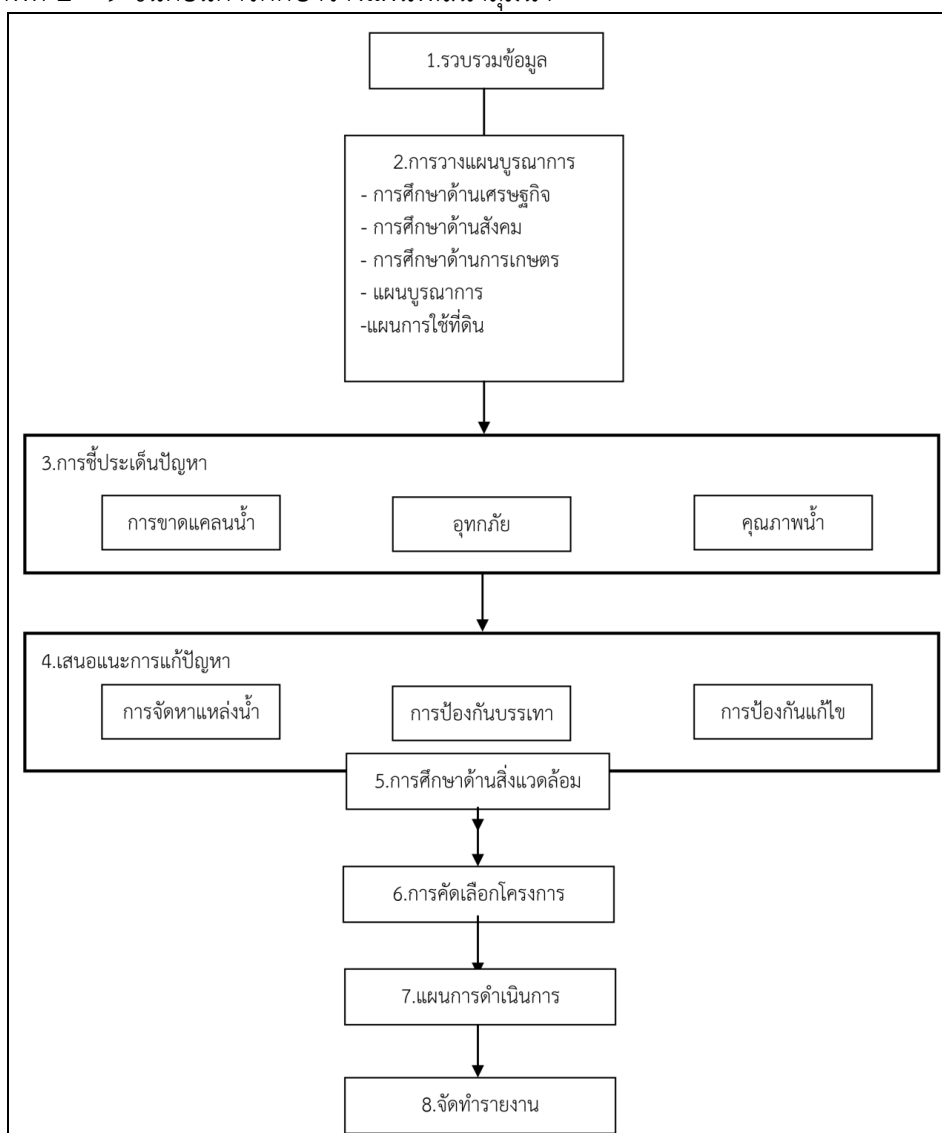 1.รวบรวมข้อมูล
2.การวางแผนบูรณาการ
- การศึกษาด้านเศรษฐกิจ
- การศึกษาด้านสังคม
- การศึกษาด้านการเกษตร
- แผนบูรณาการ
-แผนการใช้ที่ดิน
3.การชี้ประเด็นปัญหา
การขาดแคลนน้ำ
อุทกภัย
คุณภาพน้ำ
4.เสนอแนะการแก้ปัญหา
การจัดหาแหล่งน้ำ
การป้องกันบรรเทา
การป้องกันแก้ไข
5.การศึกษาด้านสิ่งแวดล้อม
6.การคัดเลือกโครงการ
7.แผนการดำเนินการ
8.จัดทำรายงาน